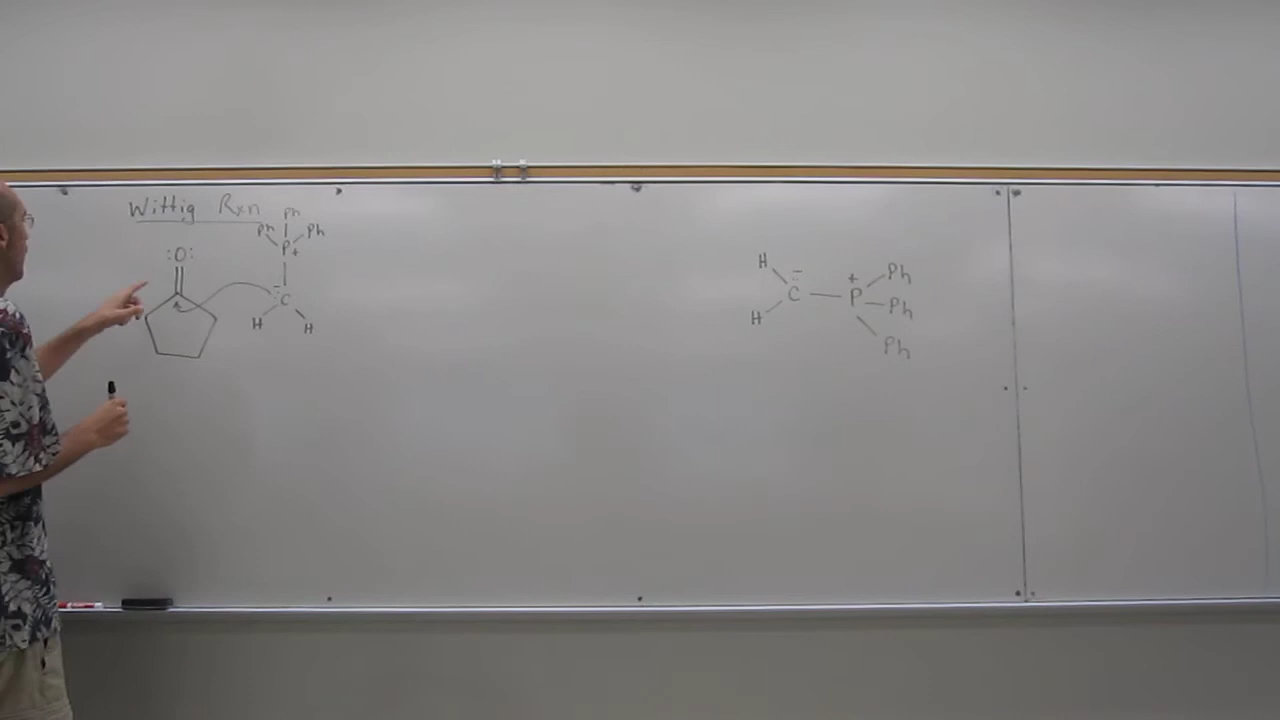 Wittig Rxn
Ph
Ph Ph
P+
:O:
:C-
H H
H
C:-
H
P+
Ph
Ph
Ph